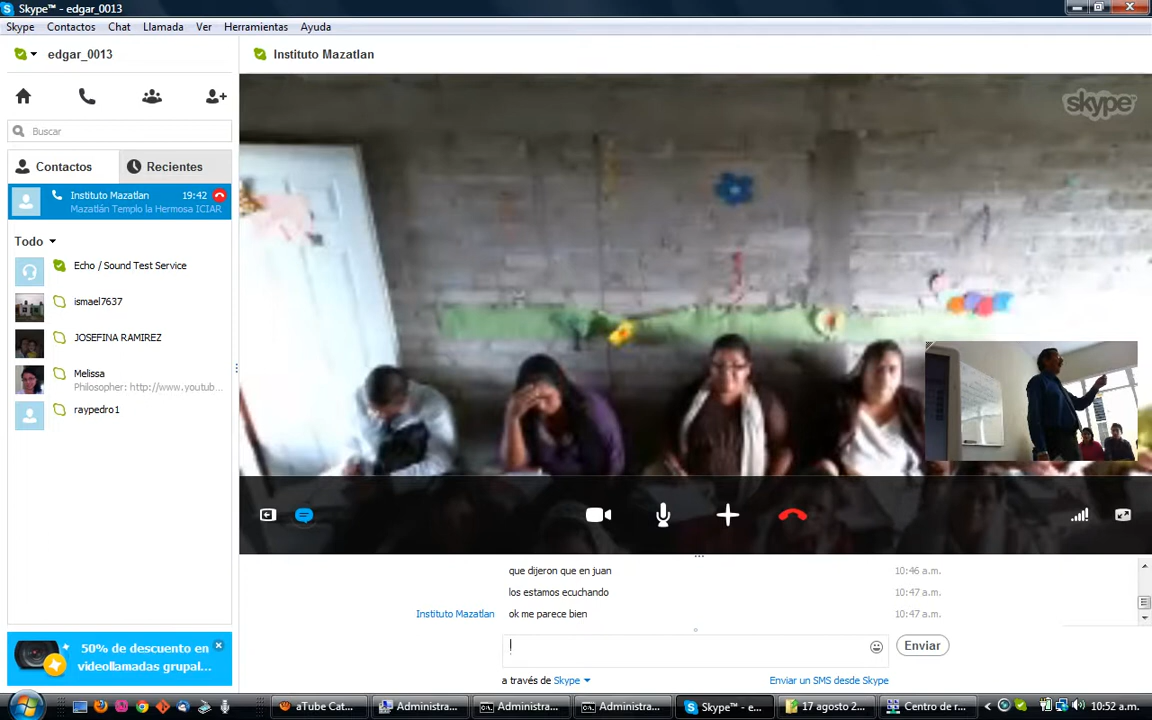 Skype™ - edgar_0013
Skype Contactos Chat Llamada Ver Herramientas Ayuda
edgar_0013
Instituto Mazatlan
skype
Buscar
Contactos Recientes
Instituto Mazatlan 19:42
Mazatlán Templo la Hermosa ICIAR
Todo
Echo / Sound Test Service
ismael7637
JOSEFINA RAMIREZ
Melissa
Philosopher: http://www.youtub...
raypedro1
50% de descuento en
videollamadas grupal...
que dijeron que en juan 10:46 a.m.
los estamos ecuchando 10:47 a.m.
Instituto Mazatlan ok me parece bien 10:47 a.m.
Enviar
a través de Skype
Enviar un SMS desde Skype
aTube Cat... Administra... Administra... Administra... Skype™ - e... 17 agosto 2... Centro de r... 10:52 a.m.